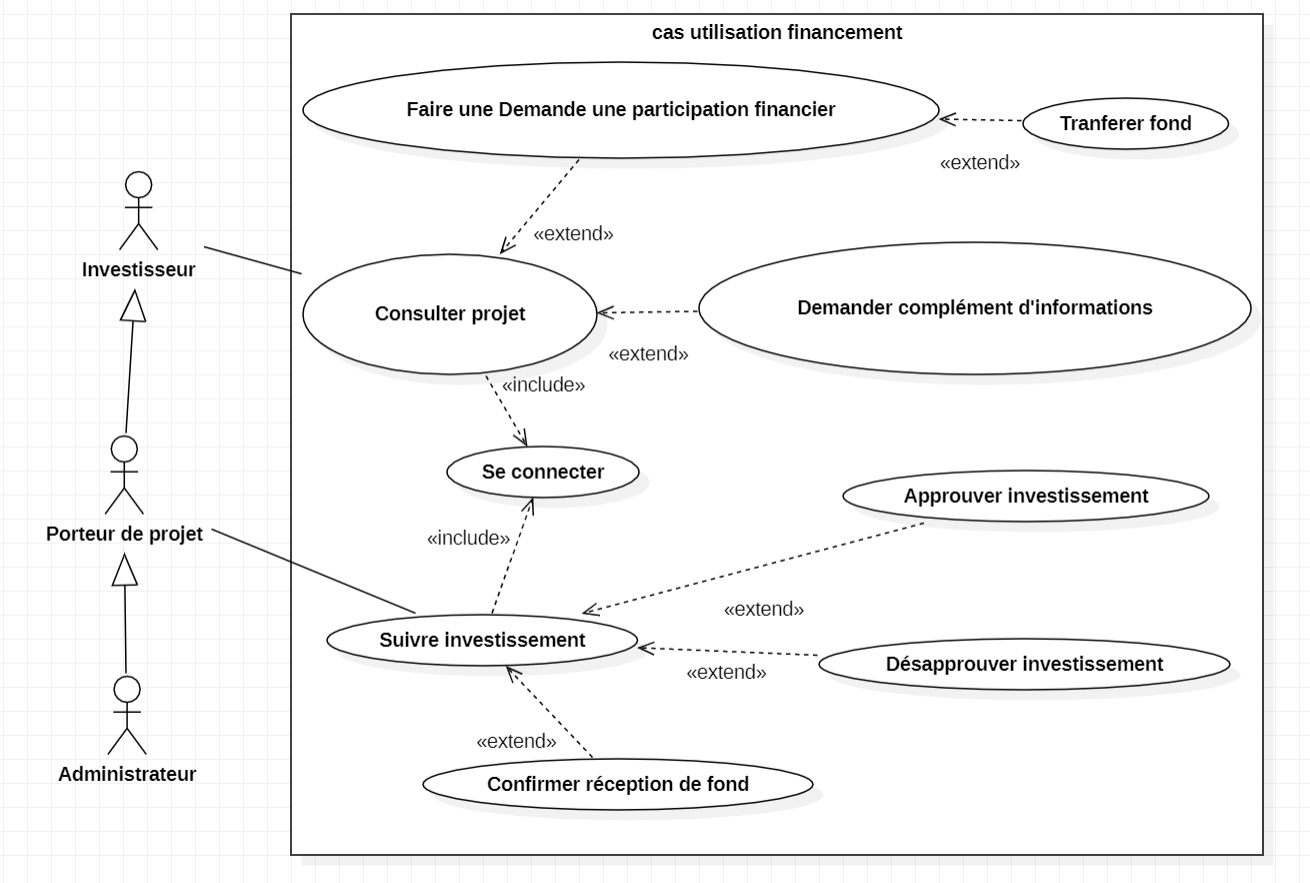 cas utilisation financement
Faire une Demande une participation financier
Tranferer fond
«extend»
«extend»
Investisseur
Consulter projet
Demander complément d'informations
«extend»
«include»
Se connecter
Approuver investissement
Porteur de projet
«include»
«extend»
Suivre investissement
«extend»
Désapprouver investissement
«extend»
Administrateur
Confirmer réception de fond